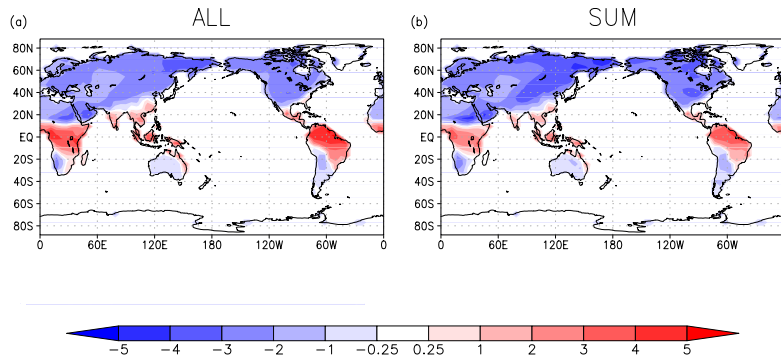 (a) ALL
(b) SUM
80N
60N
40N
20N
EQ
20S
40S
60S
80S
0 60E 120E 180 120W 60W 0
80N
60N
40N
20N
EQ
20S
40S
60S
80S
0 60E 120E 180 120W 60W
-5 -4 -3 -2 -1 -0.25 0.25 1 2 3 4 5